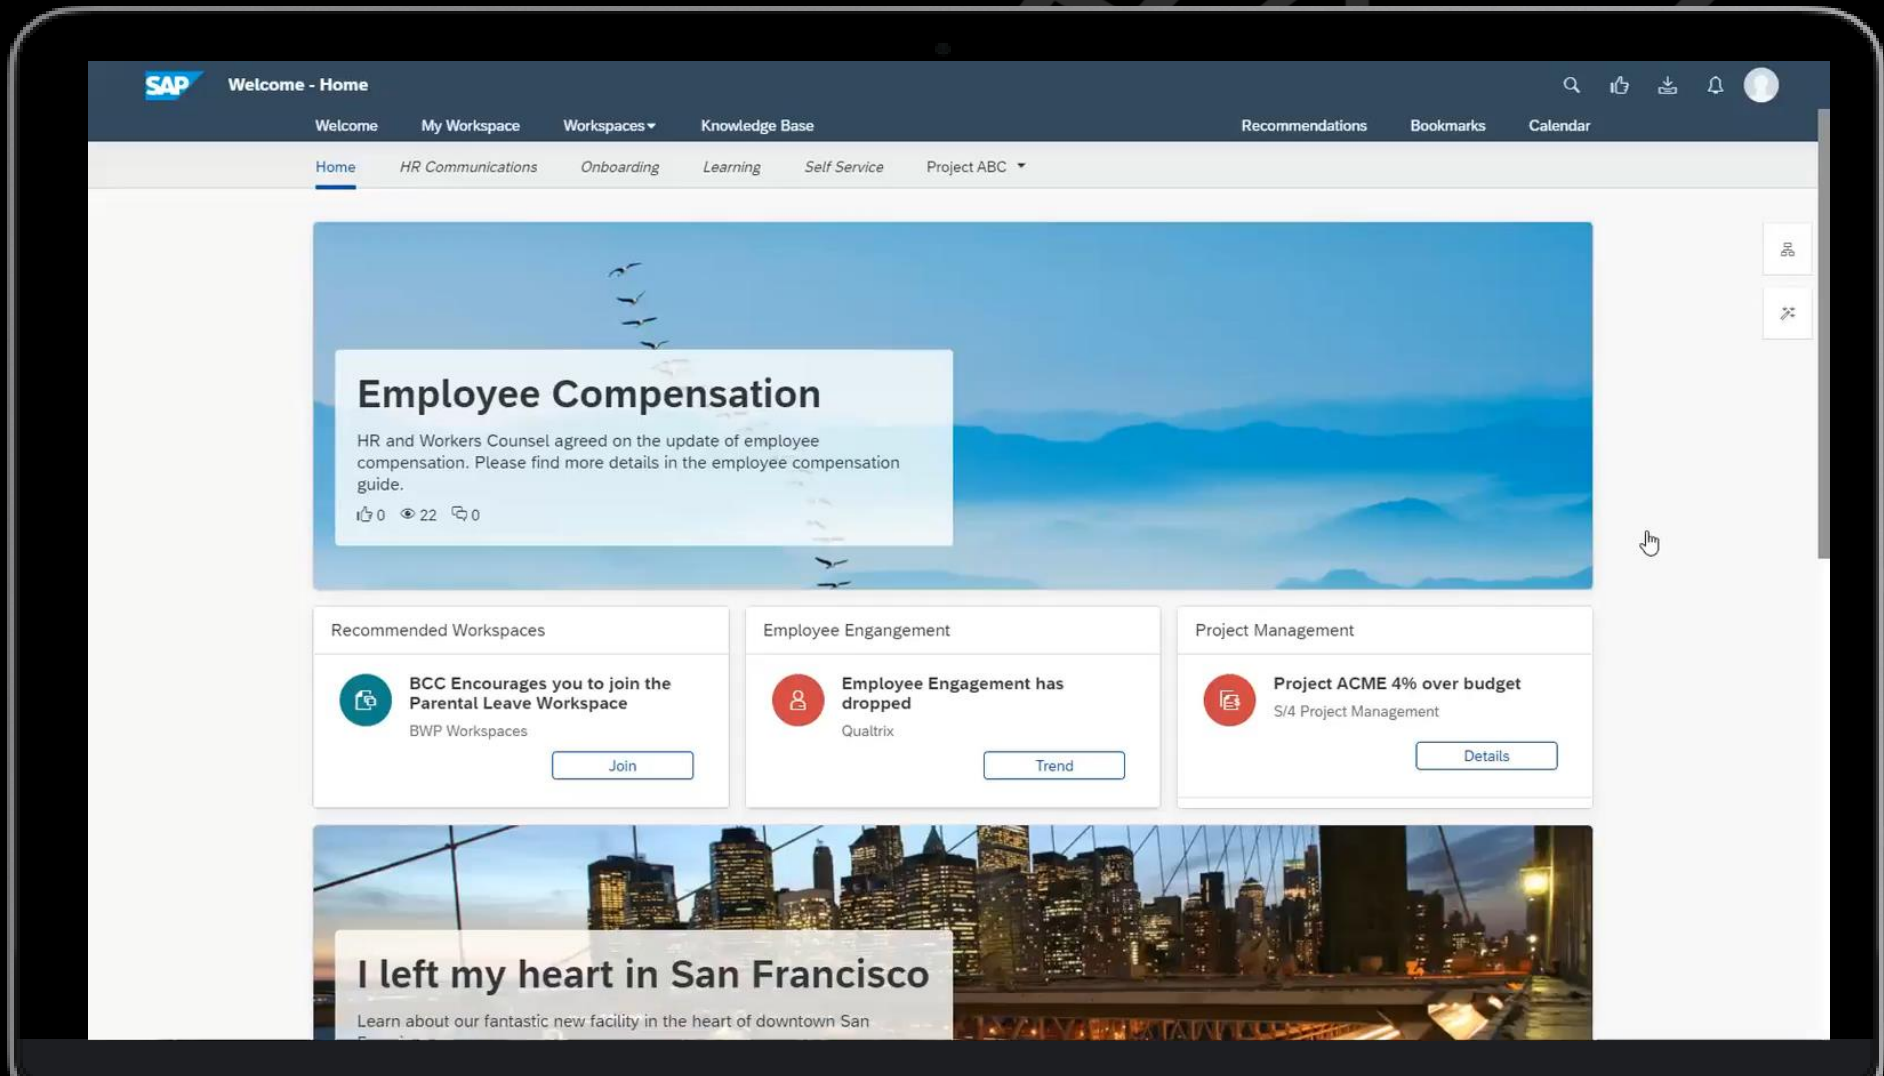 SAP
Welcome - Home
Welcome
My Workspace
Workspaces
Knowledge Base
Recommendations
Bookmarks
Calendar
Home
HR Communications
Onboarding
Learning
Self Service
Project ABC
Employee Compensation
HR and Workers Counsel agreed on the update of employee
compensation. Please find more details in the employee compensation
guide.
0 22 0
Recommended Workspaces
BCC Encourages you to join the
Parental Leave Workspace
BWP Workspaces
Join
Employee Engangement
Employee Engagement has
dropped
Qualtrix
Trend
Project Management
Project ACME 4% over budget
S/4 Project Management
Details
I left my heart in San Francisco
Learn about our fantastic new facility in the heart of downtown San